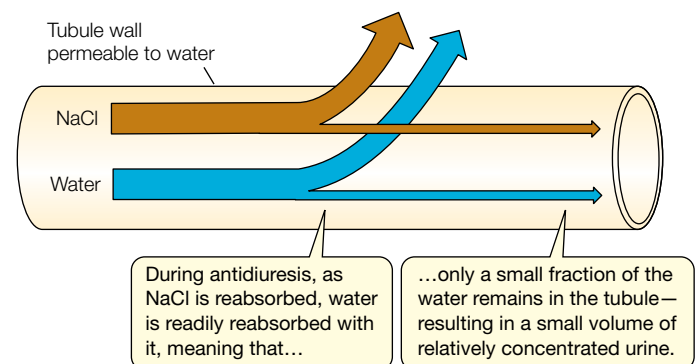 Tubule wall
permeable to water
NaCl
Water
During antidiuresis, as
NaCl is reabsorbed, water
is readily reabsorbed with
it, meaning that…
…only a small fraction of the
water remains in the tubule—
resulting in a small volume of
relatively concentrated urine.